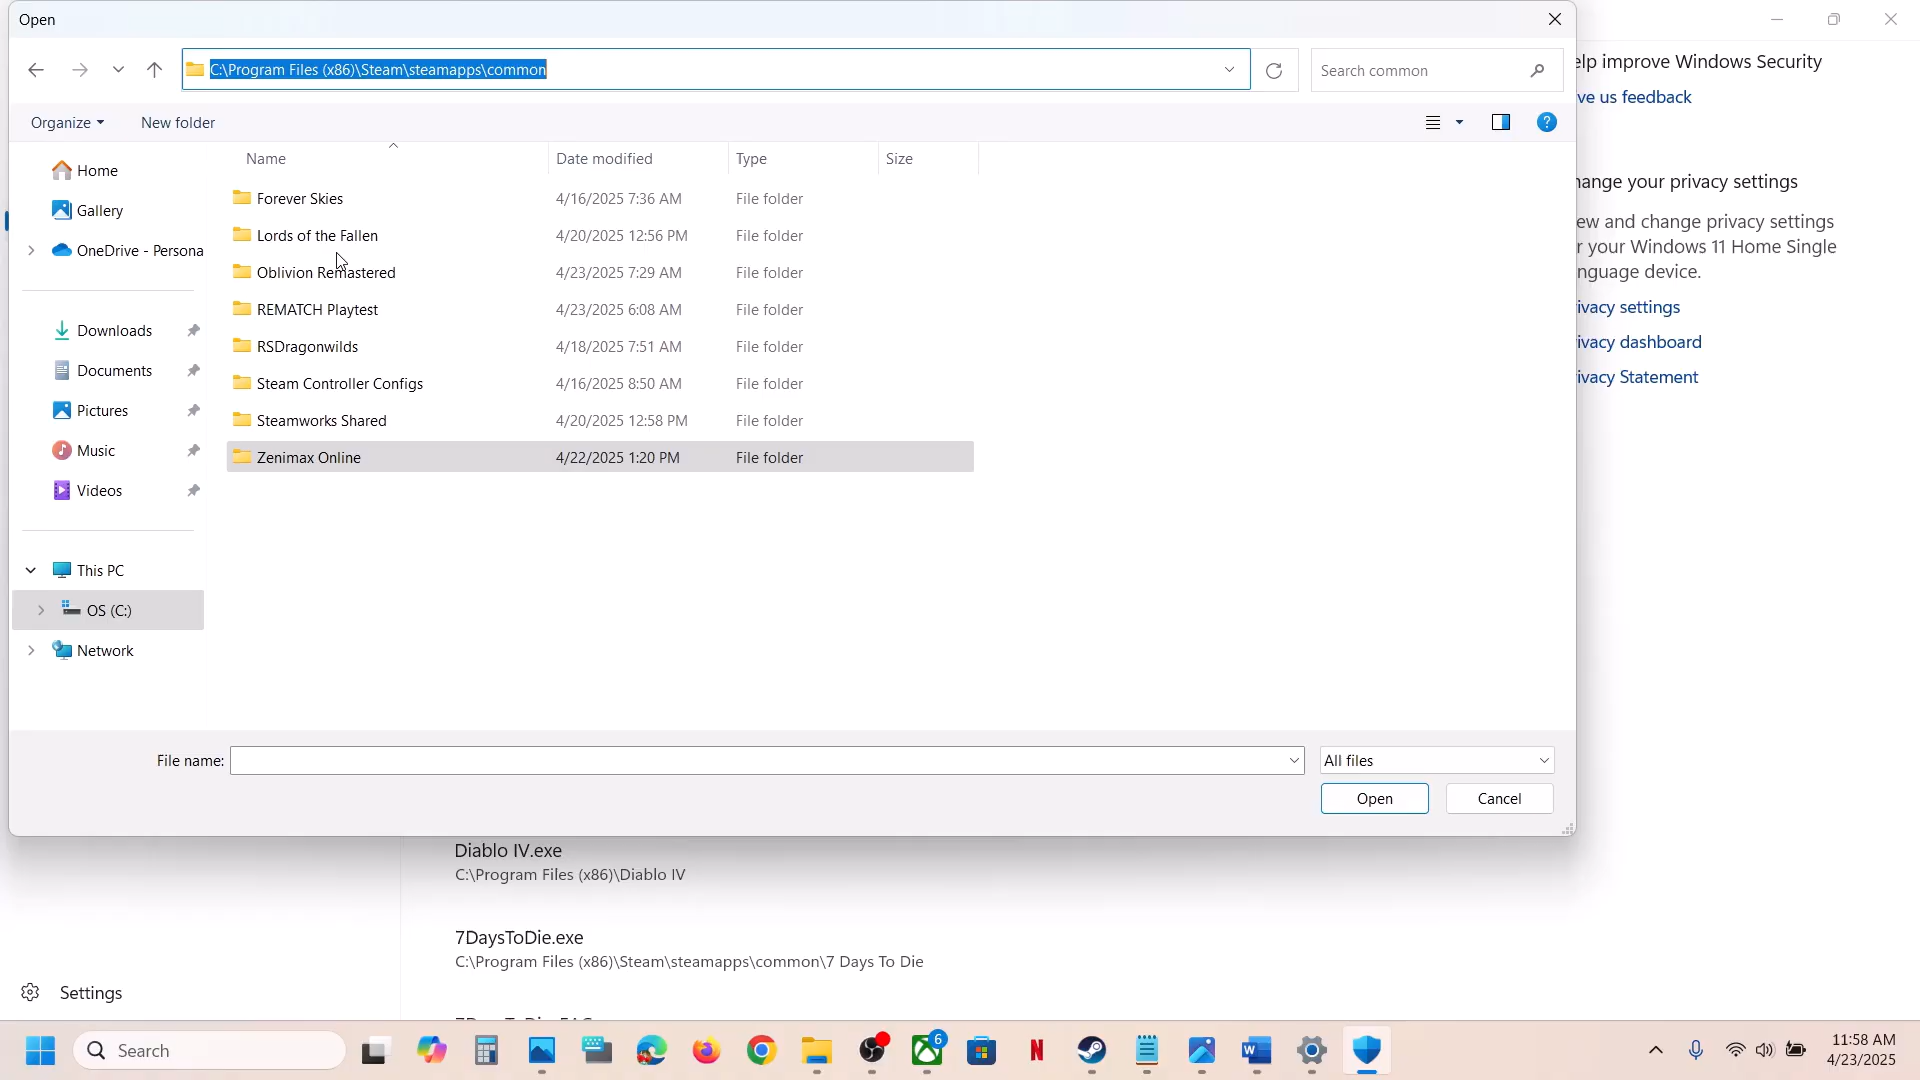 Open
C:\Program Files (x86)\Steam\steamapps\common
Search common
Organize
New folder
Name
Date modified
Type
Size
Home
Gallery
OneDrive - Persona
Downloads
Documents
Pictures
Music
Videos
This PC
OS (C:)
Network
Forever Skies 4/16/2025 7:36 AM File folder
Lords of the Fallen 4/20/2025 12:56 PM File folder
Oblivion Remastered 4/23/2025 7:29 AM File folder
REMATCH Playtest 4/23/2025 6:08 AM File folder
RSDragonwilds 4/18/2025 7:51 AM File folder
Steam Controller Configs 4/16/2025 8:50 AM File folder
Steamworks Shared 4/20/2025 12:58 PM File folder
Zenimax Online 4/22/2025 1:20 PM File folder
File name:
All files
Open
Cancel
elp improve Windows Security
ve us feedback
hange your privacy settings
ew and change privacy settings
r your Windows 11 Home Single
nguage device.
ivacy settings
ivacy dashboard
ivacy Statement
Diablo IV.exe
C:\Program Files (x86)\Diablo IV
7DaysToDie.exe
C:\Program Files (x86)\Steam\steamapps\common\7 Days To Die
Settings
Search
6
11:58 AM
4/23/2025